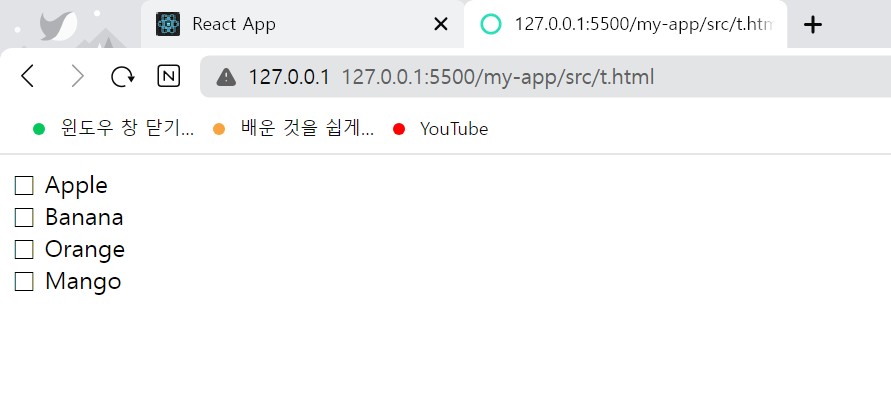 React App
127.0.0.1:5500/my-app/src/t.htm
N 127.0.0.1 127.0.0.1:5500/my-app/src/t.html
윈도우 창 닫기... 배운 것을 쉽게... YouTube
Apple
Banana
Orange
Mango